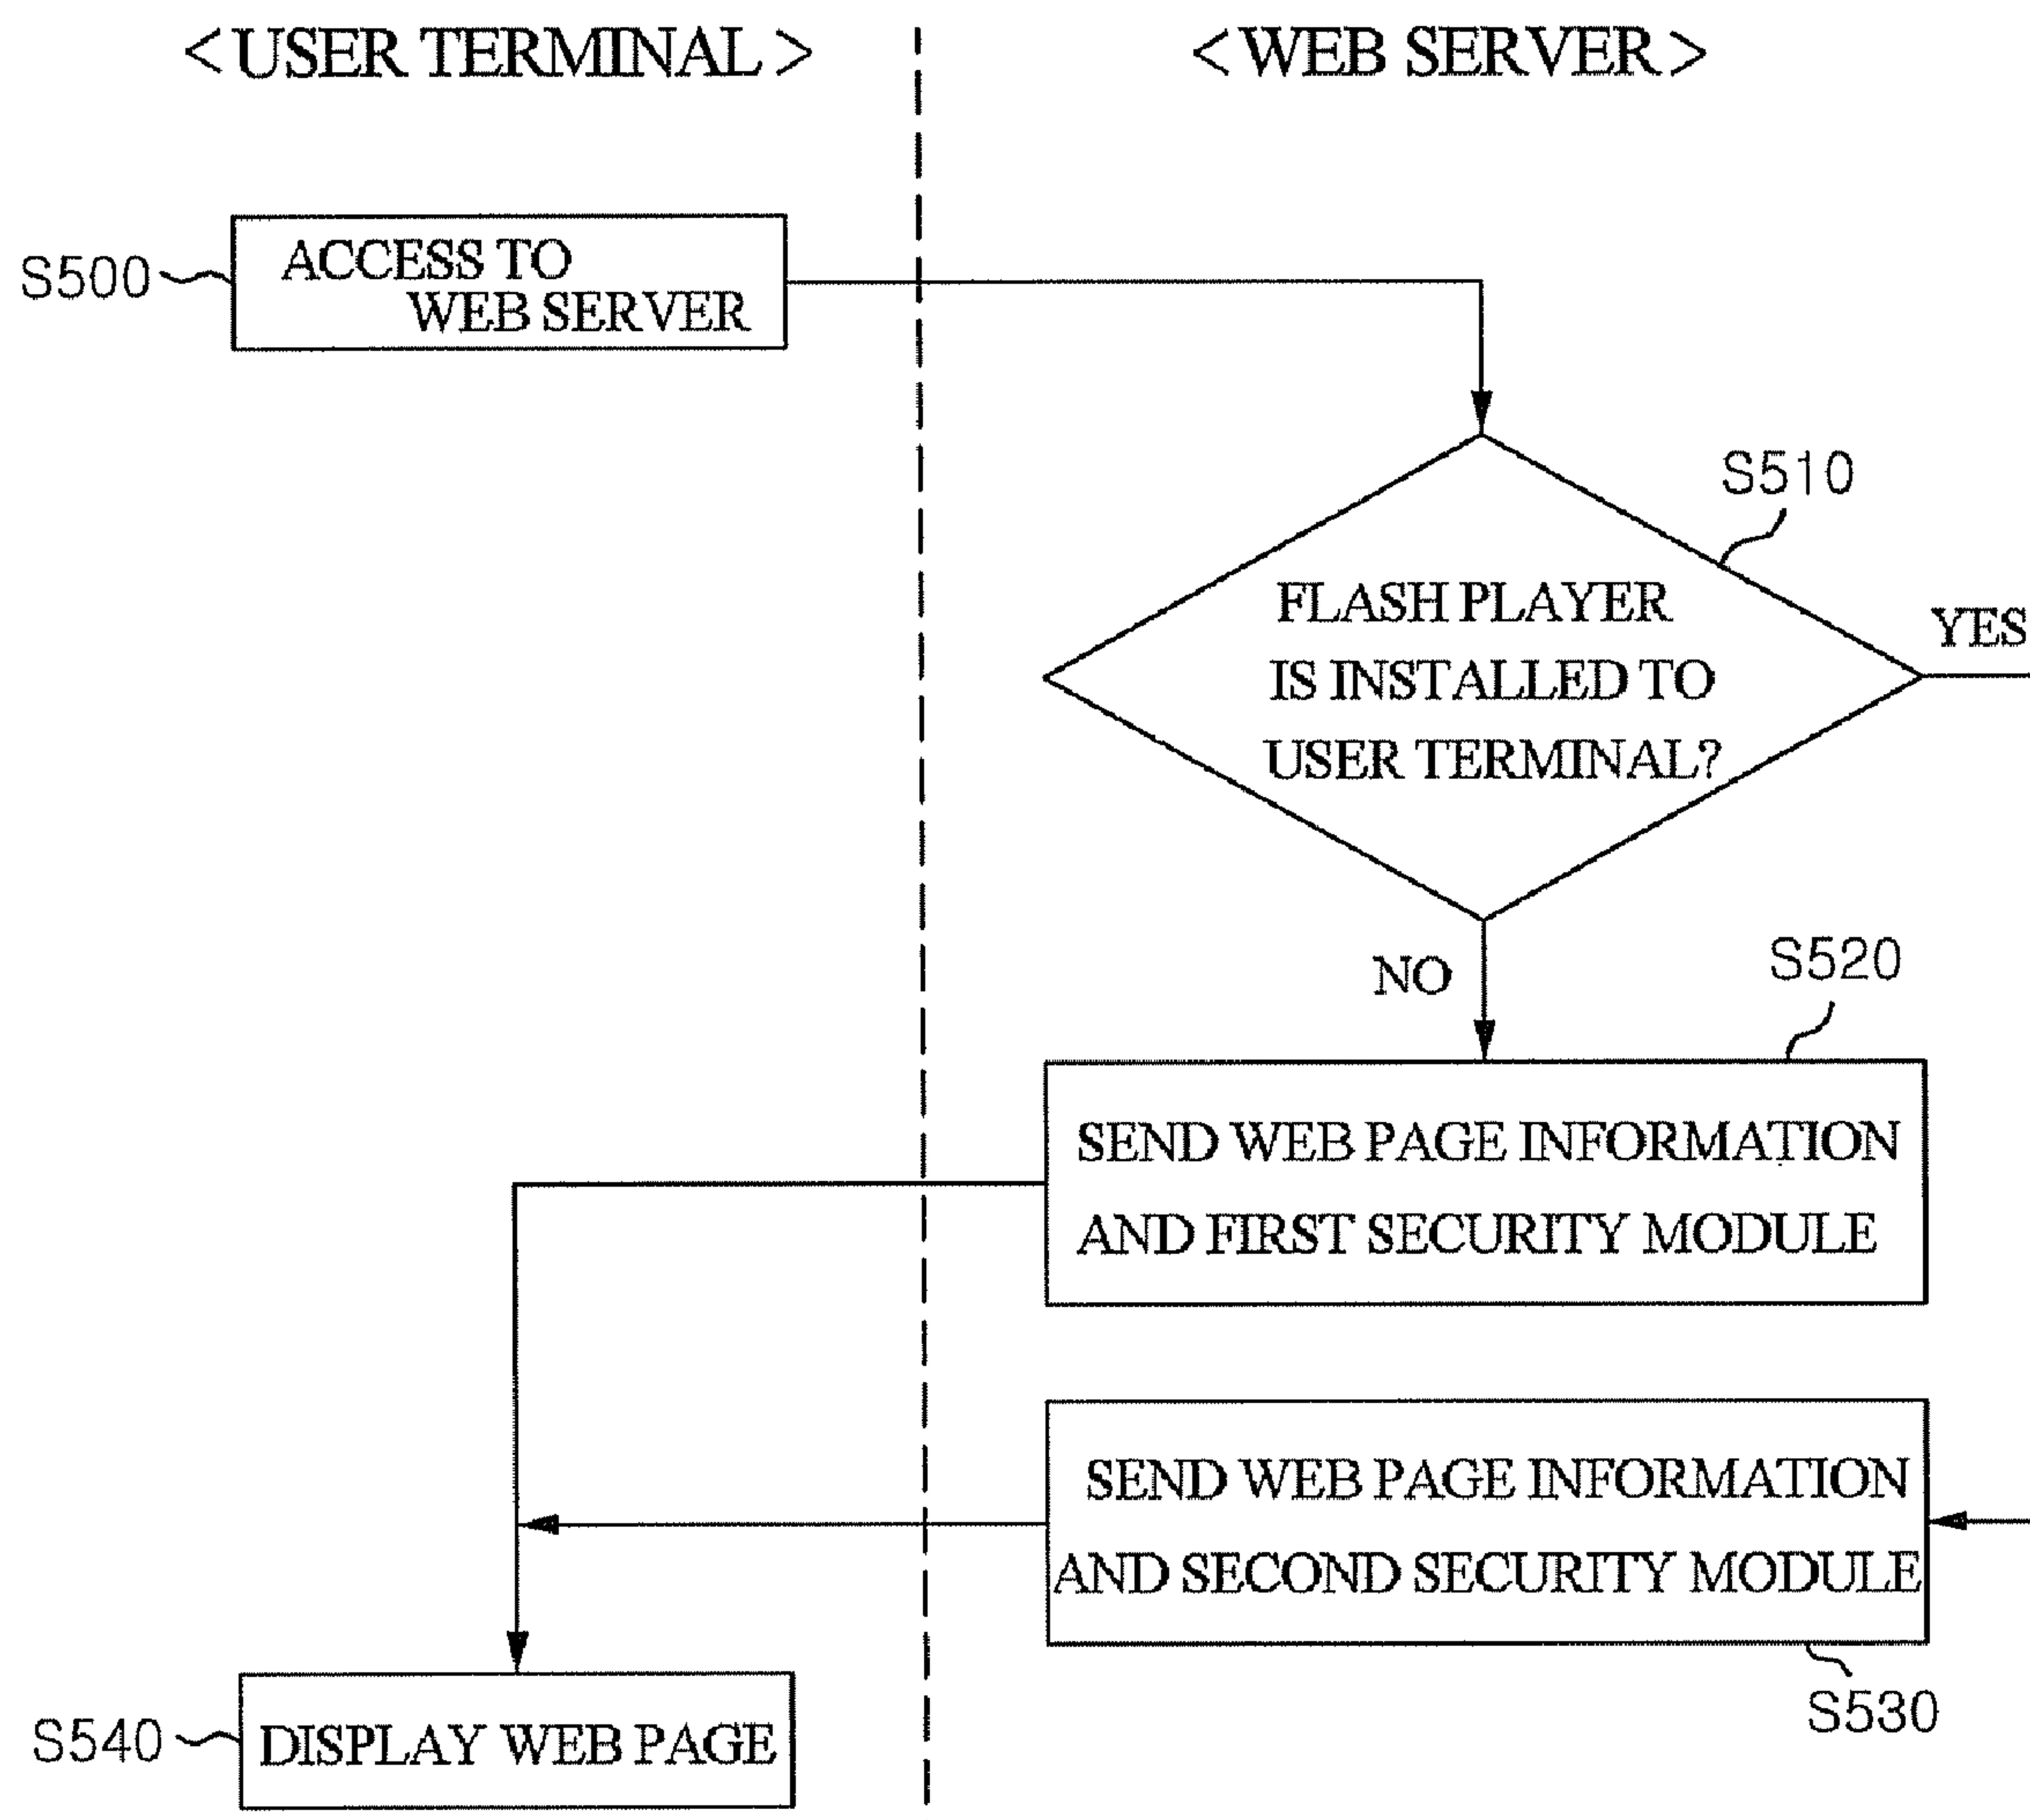 < USER TERMINAL >
< WEB SERVER >
S500
ACCESS TO
WEB SERVER
S510
FLASH PLAYER
IS INSTALLED TO
USER TERMINAL?
YES
NO
S520
SEND WEB PAGE INFORMATION
AND FIRST SECURITY MODULE
SEND WEB PAGE INFORMATION
AND SECOND SECURITY MODULE
S530
S540
DISPLAY WEB PAGE